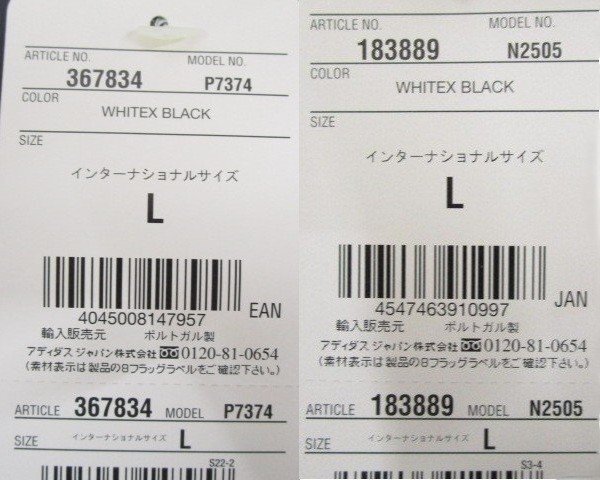 ARTICLE NO. MODEL NO.
367834 P7374
COLOR
WHITEX BLACK
SIZE
インターナショナルサイズ
L
4045008147957 EAN
輸入販売元 ポルトガル製
アディダス ジャパン株式会社 0120-81-0654
(素材表示は製品の8フラッグラベルをご確認下さい。)
ARTICLE 367834 MODEL P7374
SIZE インターナショナルサイズ L
S22-2
ARTICLE NO. MODEL NO.
183889 N2505
COLOR
WHITEX BLACK
SIZE
インターナショナルサイズ
L
4547463910997 JAN
輸入販売元 ポルトガル製
アディダス ジャパン株式会社 0120-81-0654
(素材表示は製品の8フラッグラベルをご確認下さい。)
ARTICLE 183889 MODEL N2505
SIZE インターナショナルサイズ L
S3-4